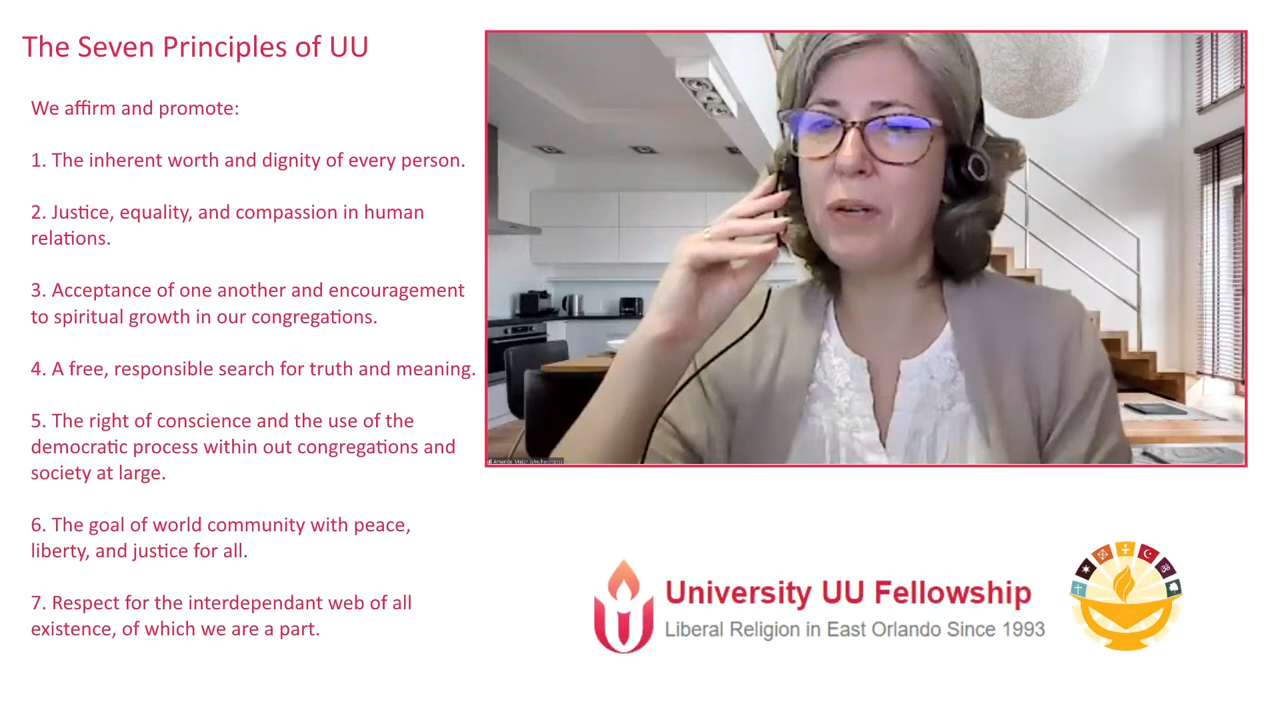 The Seven Principles of UU
We affirm and promote:
1. The inherent worth and dignity of every person.
2. Justice, equality, and compassion in human
relations.
3. Acceptance of one another and encouragement
to spiritual growth in our congregations.
4. A free, responsible search for truth and meaning.
5. The right of conscience and the use of the
democratic process within out congregations and
society at large.
6. The goal of world community with peace,
liberty, and justice for all.
7. Respect for the interdependant web of all
existence, of which we are a part.
University UU Fellowship
Liberal Religion in East Orlando Since 1993